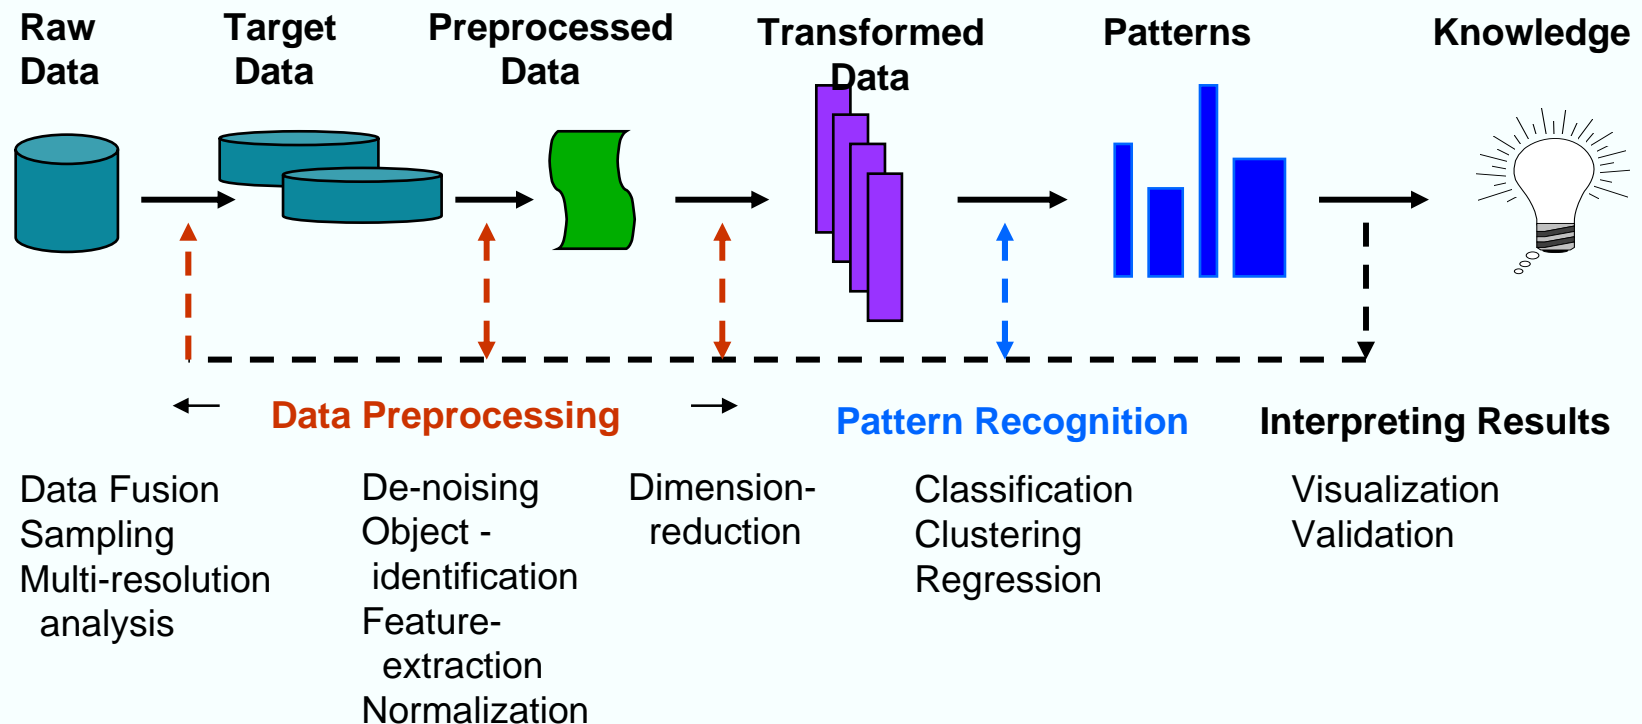 Raw
Data
Target
Data
Preprocessed
Data
Transformed
Data
Patterns
Knowledge
Data Preprocessing
Pattern Recognition
Interpreting Results
Data Fusion
Sampling
Multi-resolution
analysis
De-noising
Object -
identification
Feature-
extraction
Normalization
Dimension-
reduction
Classification
Clustering
Regression
Visualization
Validation